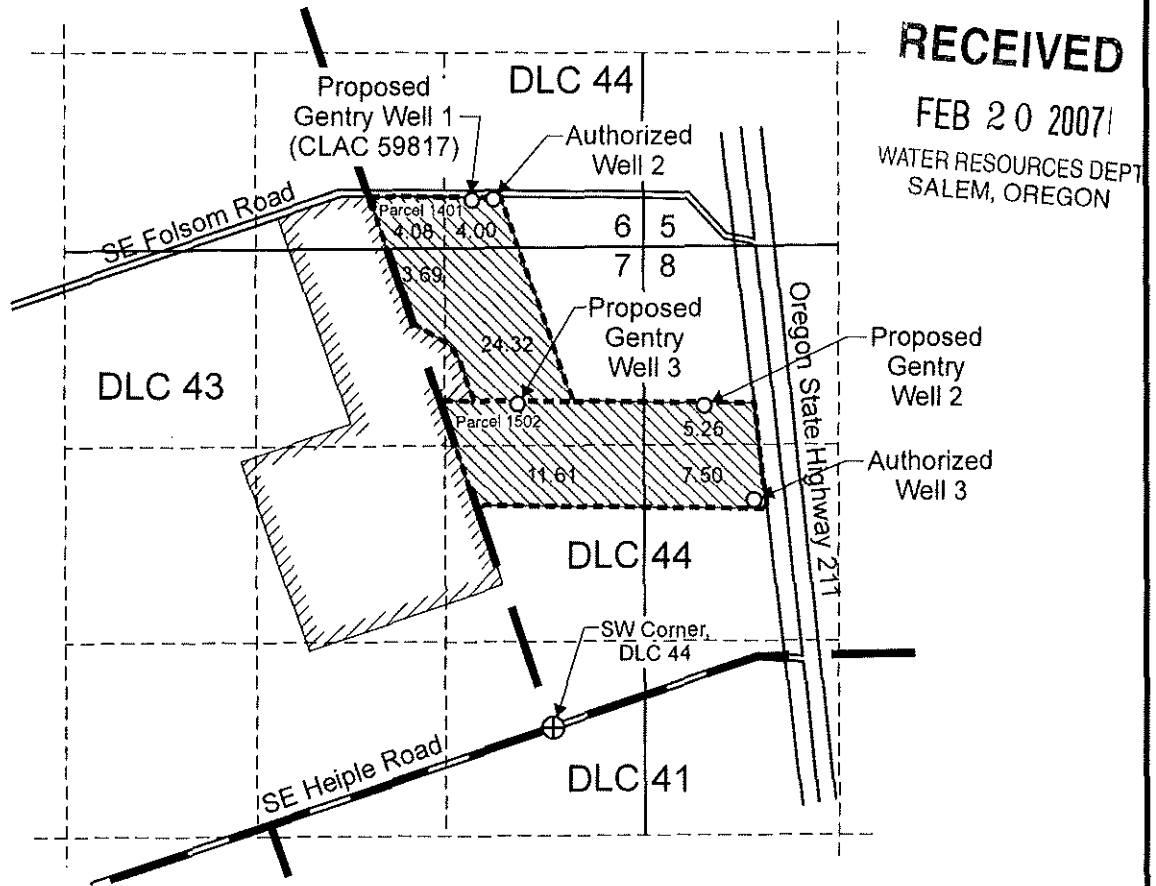 RECEIVED
FEB 20 2007
WATER RESOURCES DEPT
SALEM, OREGON
DLC 44
Proposed
Gentry Well 1
(CLAC 59817)
Authorized
Well 2
SE Folsom Road
Parcel 1401
4.08 4.00
6 5
7 8
3.69
24.32
Proposed
Gentry
Well 3
Oregon State Highway 211
Proposed
Gentry
Well 2
DLC 43
Parcel 1502
5.26
11.61
7.50
Authorized
Well 3
DLC 44
SW Corner,
DLC 44
SE Heiple Road
DLC 41